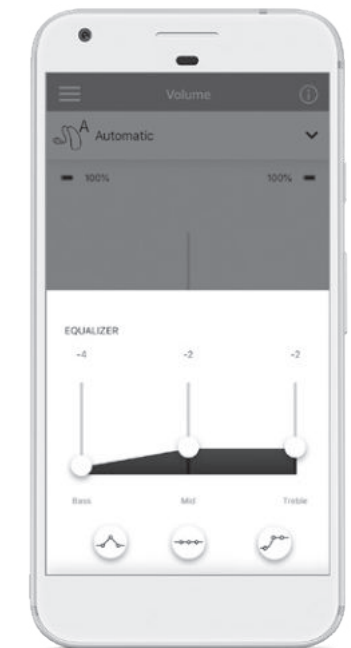 Volume
A
Automatic
100% 100%
EQUALIZER
-4 -2 -2
Bass Mid Treble